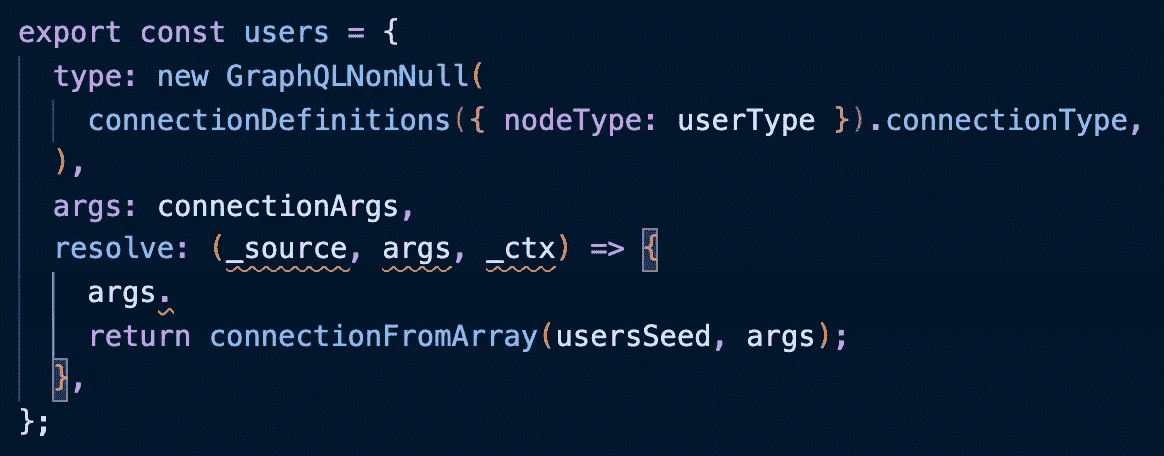 export const users = {
  type: new GraphQLNonNull(
    connectionDefinitions({ nodeType: userType }).connectionType,
  ),
  args: connectionArgs,
  resolve: (_source, args, _ctx) => {
    args.
    return connectionFromArray(usersSeed, args);
  },
};